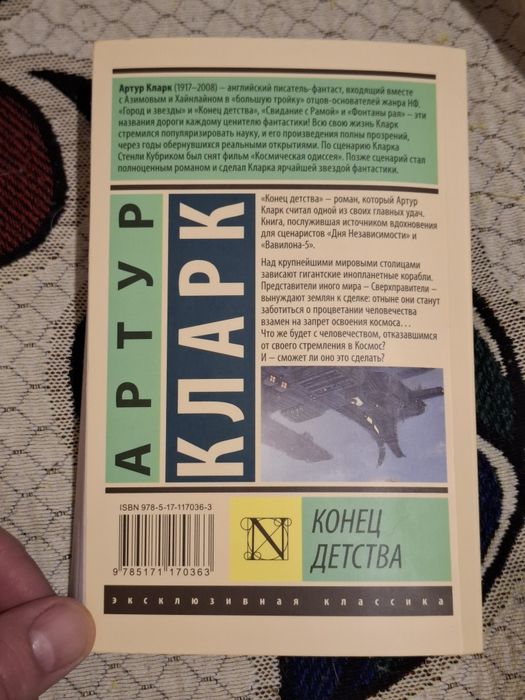 Артур Кларк (1917–2008) – английский писатель-фантаст, входящий вместе
с Азимовым и Хайнлайном в «большую тройку» отцов-основателей жанра НФ.
«Город и звезды» и «Конец детства», «Свидание с Рамой» и «Фонтаны рая» – эти
названия дороги каждому ценителю фантастики! Всю свою жизнь Кларк
стремился популяризировать науку, и его произведения полны прозрений,
через годы обернувшихся реальными открытиями. По сценарию Кларка
Стенли Кубриком был снят фильм «Космическая одиссея». Позже сценарий стал
полноценным романом и сделал Кларка ярчайшей звездой фантастики.
АРТУР
КЛАРК
«Конец детства» – роман, который Артур
Кларк считал одной из своих главных удач.
Книга, послужившая источником вдохновения
для сценаристов «Дня Независимости» и
«Вавилона-5».
Над крупнейшими мировыми столицами
зависают гигантские инопланетные корабли.
Представители иного мира – Сверхправители –
вынуждают землян к сделке: отныне они станут
заботиться о процветании человечества
взамен на запрет освоения космоса…
Что же будет с человечеством, отказавшимся
от своего стремления в Космос?
И – сможет ли оно это сделать?
ISBN 978-5-17-117036-3
9 785171 170363
N
КОНЕЦ
ДЕТСТВА
эксклюзивная классика